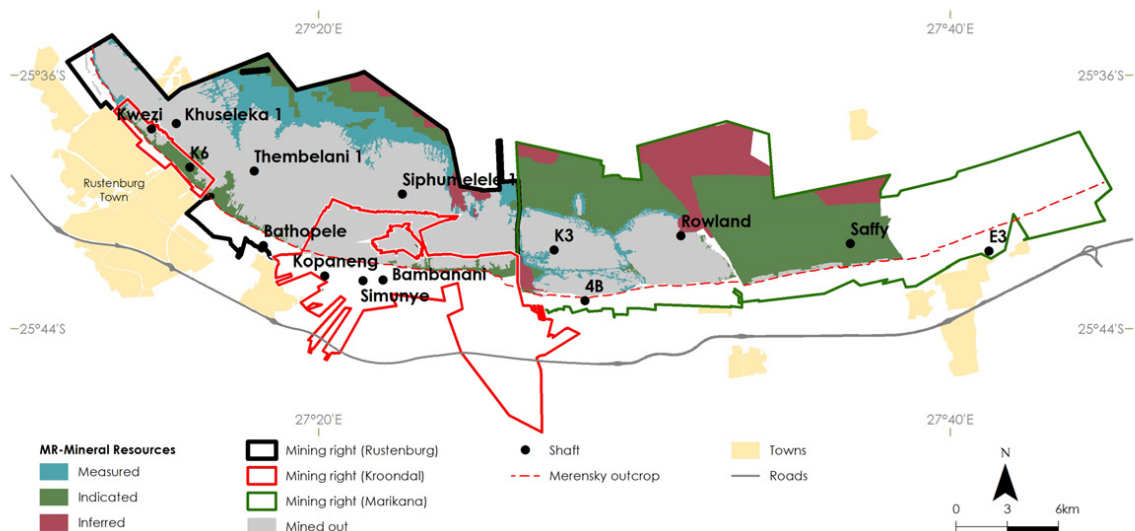 27°20´E
27°40´E
25°36´S
25°36´S
Kwezi
Khuseleka 1
K6
Thembelani 1
Rustenburg
Town
Siphumelele 1
Bathopele
K3
Rowland
Saffy
E3
Kopaneng
Bambanani
Simunye
4B
25°44´S
25°44´S
27°20´E
27°40´E
MR-Mineral Resources
Measured
Indicated
Inferred
Mining right (Rustenburg)
Mining right (Kroondal)
Mining right (Marikana)
Mined out
Shaft
Merensky outcrop
Towns
Roads
N
0 3 6km